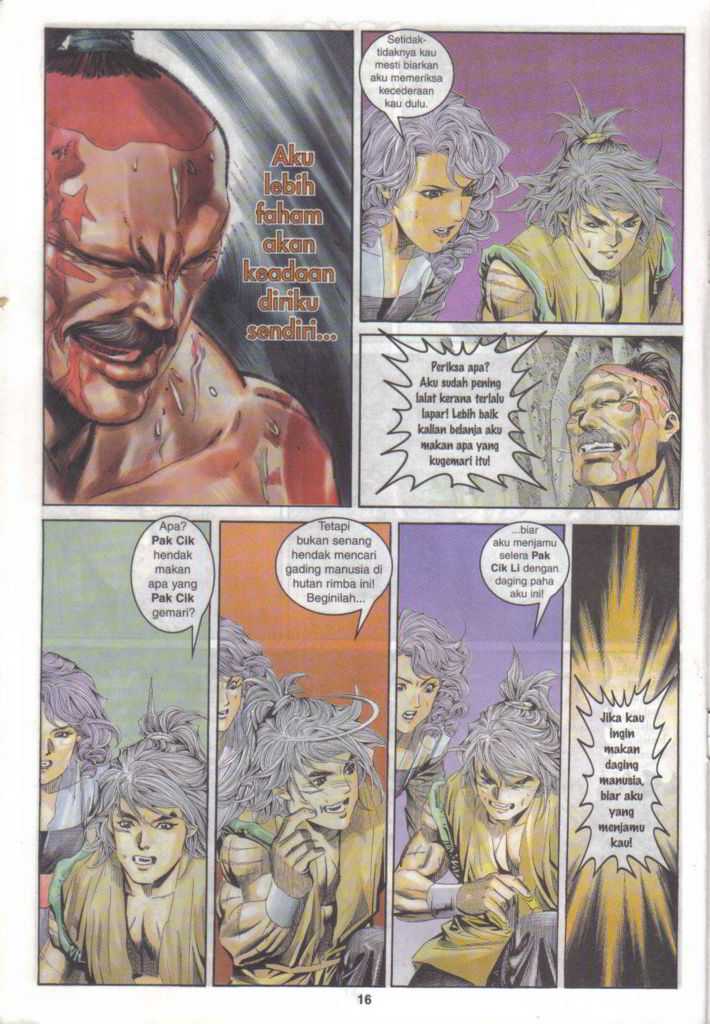 Aku
lebih
faham
akan
keadaan
diriku
sendiri...
Setidak-
tidaknya kau
mesti biarkan
aku memeriksa
kecederaan
kau dulu.
Periksa apa?
Aku sudah pening
lalat kerana terlalu
lapar! Lebih baik
kalian belanja aku
makan apa yang
kugemari itu!
Apa?
Pak Cik
hendak
makan
apa yang
Pak Cik
gemari?
Tetapi
bukan senang
hendak mencari
gading manusia di
hutan rimba ini!
Beginilah...
...biar
aku menjamu
selera Pak
Cik Li dengan
daging paha
aku ini!
Jika kau
ingin
makan
daging
manusia,
biar aku
yang
menjamu
kau!
16